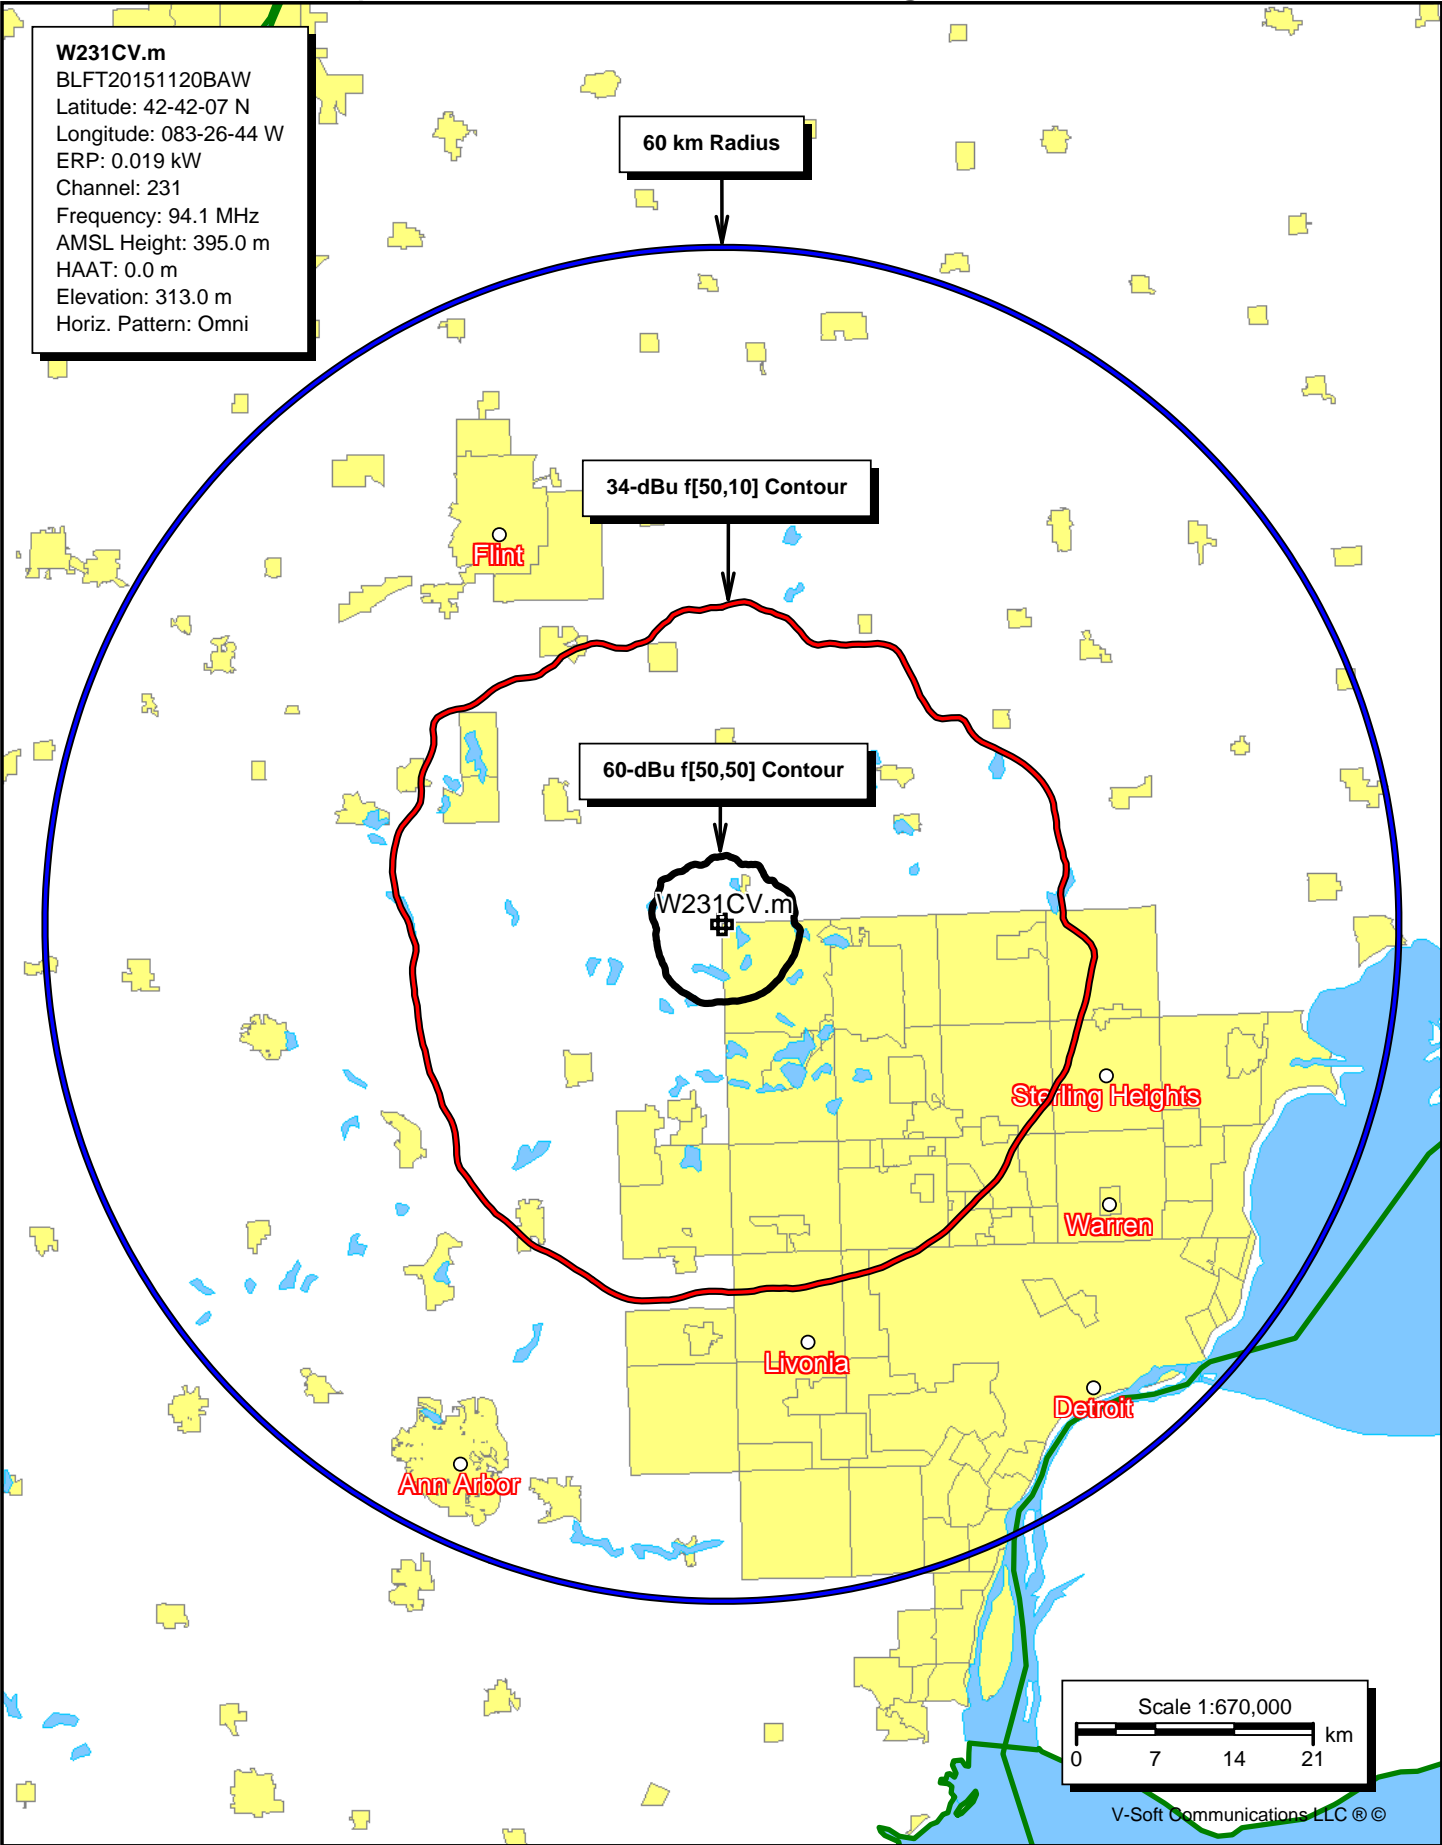 W231CV.m
BLFT20151120BAW
Latitude: 42-42-07 N
Longitude: 083-26-44 W
ERP: 0.019 kW
Channel: 231
Frequency: 94.1 MHz
AMSL Height: 395.0 m
HAAT: 0.0 m
Elevation: 313.0 m
Horiz. Pattern: Omni
60 km Radius
34-dBu f[50,10] Contour
Flint
60-dBu f[50,50] Contour
W231CV.m
Sterling Heights
Warren
Livonia
Detroit
Ann Arbor
Scale 1:670,000
km
0 7 14 21
V-Soft Communications LLC ® ©